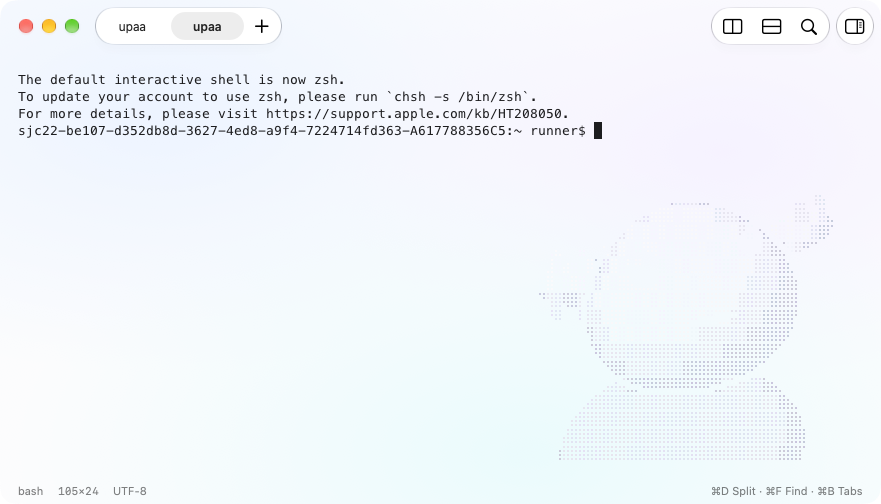 upaa
upaa
The default interactive shell is now zsh.
To update your account to use zsh, please run `chsh -s /bin/zsh`.
For more details, please visit https://support.apple.com/kb/HT208050.
sjc22-be107-d352db8d-3627-4ed8-a9f4-7224714fd363-A617788356C5:~ runner$
bash 105×24 UTF-8
⌘D Split · ⌘F Find · ⌘B Tabs